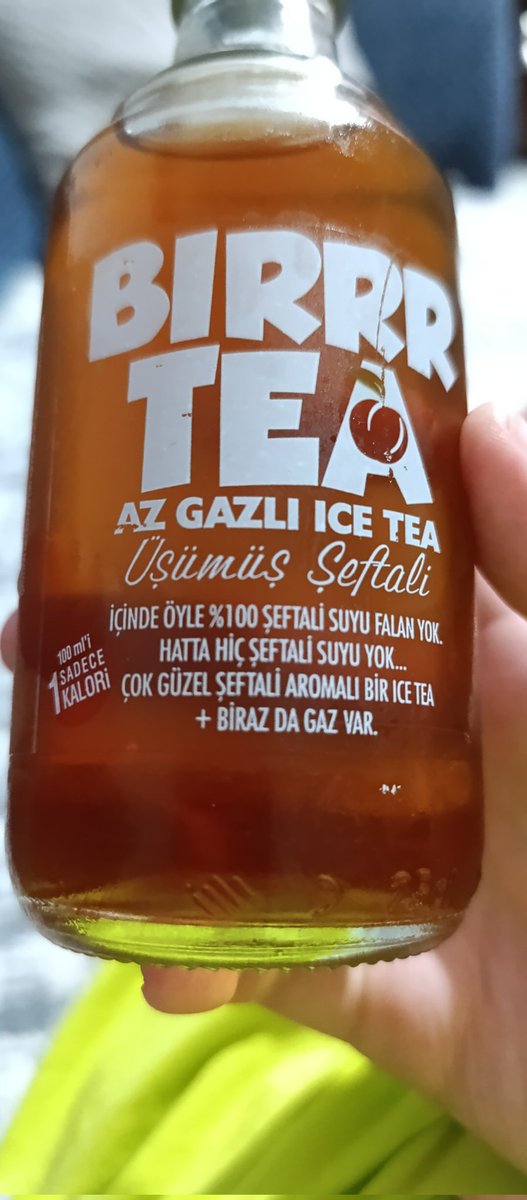 BIRRR
TEA
AZ GAZLI ICE TEA
Üşümüş Şeftali
İÇİNDE ÖYLE %100 ŞEFTALİ SUYU FALAN YOK.
HATTA HİÇ ŞEFTALİ SUYU YOK...
ÇOK GÜZEL ŞEFTALİ AROMALI BİR ICE TEA
+ BİRAZ DA GAZ VAR.
100 ml'i
SADECE
1 KALORİ